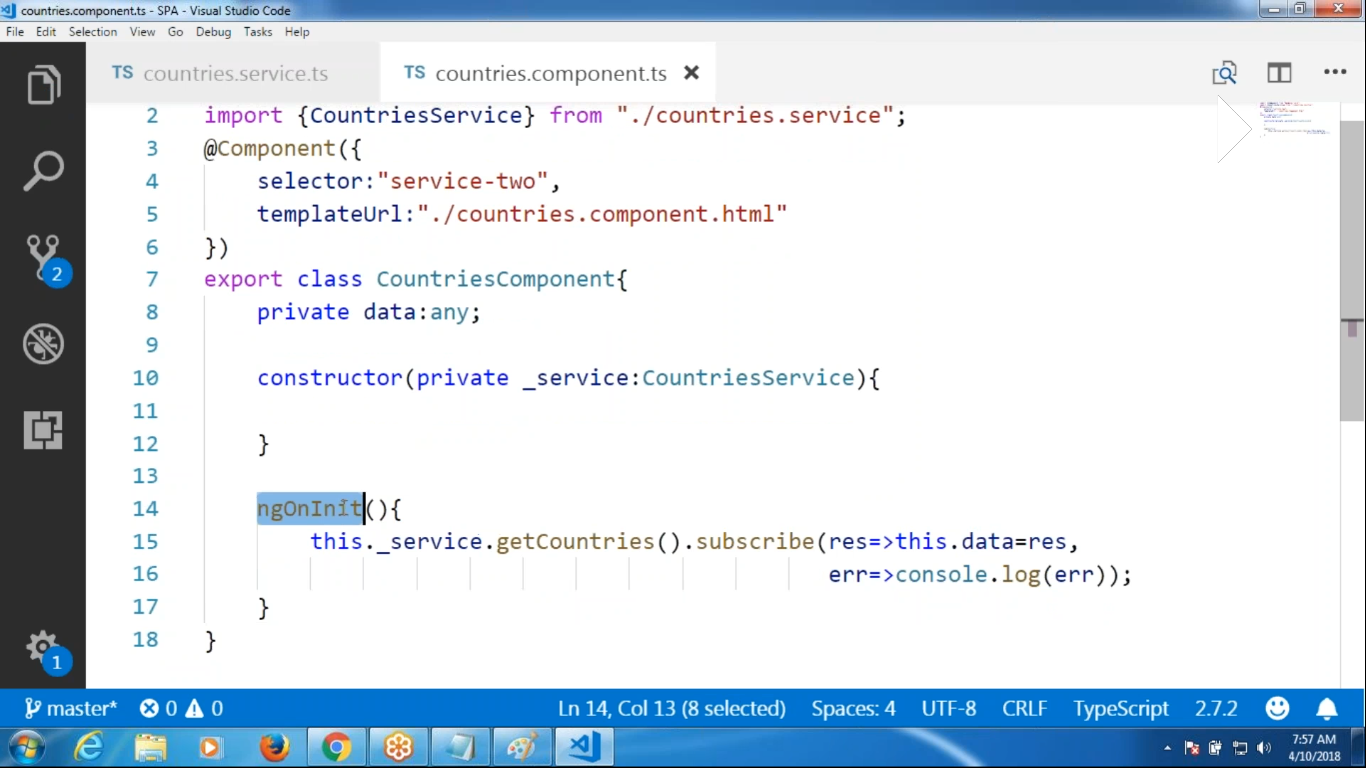 countries.component.ts - SPA - Visual Studio Code
File Edit Selection View Go Debug Tasks Help
TS countries.service.ts TS countries.component.ts
2 import {CountriesService} from "./countries.service";
3 @Component({
4 selector:"service-two",
5 templateUrl:"./countries.component.html"
6 })
7 export class CountriesComponent{
8 private data:any;
9
10 constructor(private _service:CountriesService){
11
12 }
13
14 ngOnInit(){
15 this._service.getCountries().subscribe(res=>this.data=res,
16 err=>console.log(err));
17 }
18 }
2
1
master* 0 0 Ln 14, Col 13 (8 selected) Spaces: 4 UTF-8 CRLF TypeScript 2.7.2
7:57 AM
4/10/2018